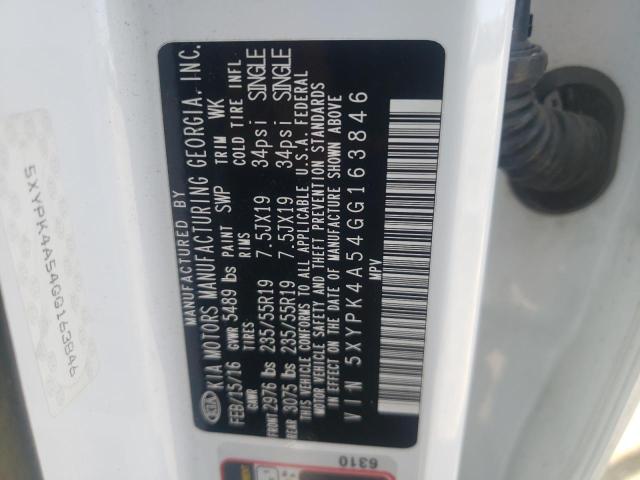 MANUFACTURED BY
KIA KIA MOTORS MANUFACTURING GEORGIA, INC.
FEB/15/16 GVWR 5489 lbs PAINT SWP TRIM WK
GAWR TIRES RIMS COLD TIRE INFL
FRONT 2976 lbs 235/55R19 7.5JX19 34psi SINGLE
REAR 3075 lbs 235/55R19 7.5JX19 34psi SINGLE
THIS VEHICLE CONFORMS TO ALL APPLICABLE U.S.A. FEDERAL
MOTOR VEHICLE SAFETY AND THEFT PREVENTION STANDARDS
IN EFFECT ON THE DATE OF MANUFACTURE SHOWN ABOVE
VIN 5XYPK4A54GG163846
MPV
5XYPK4A54GG163846
6310